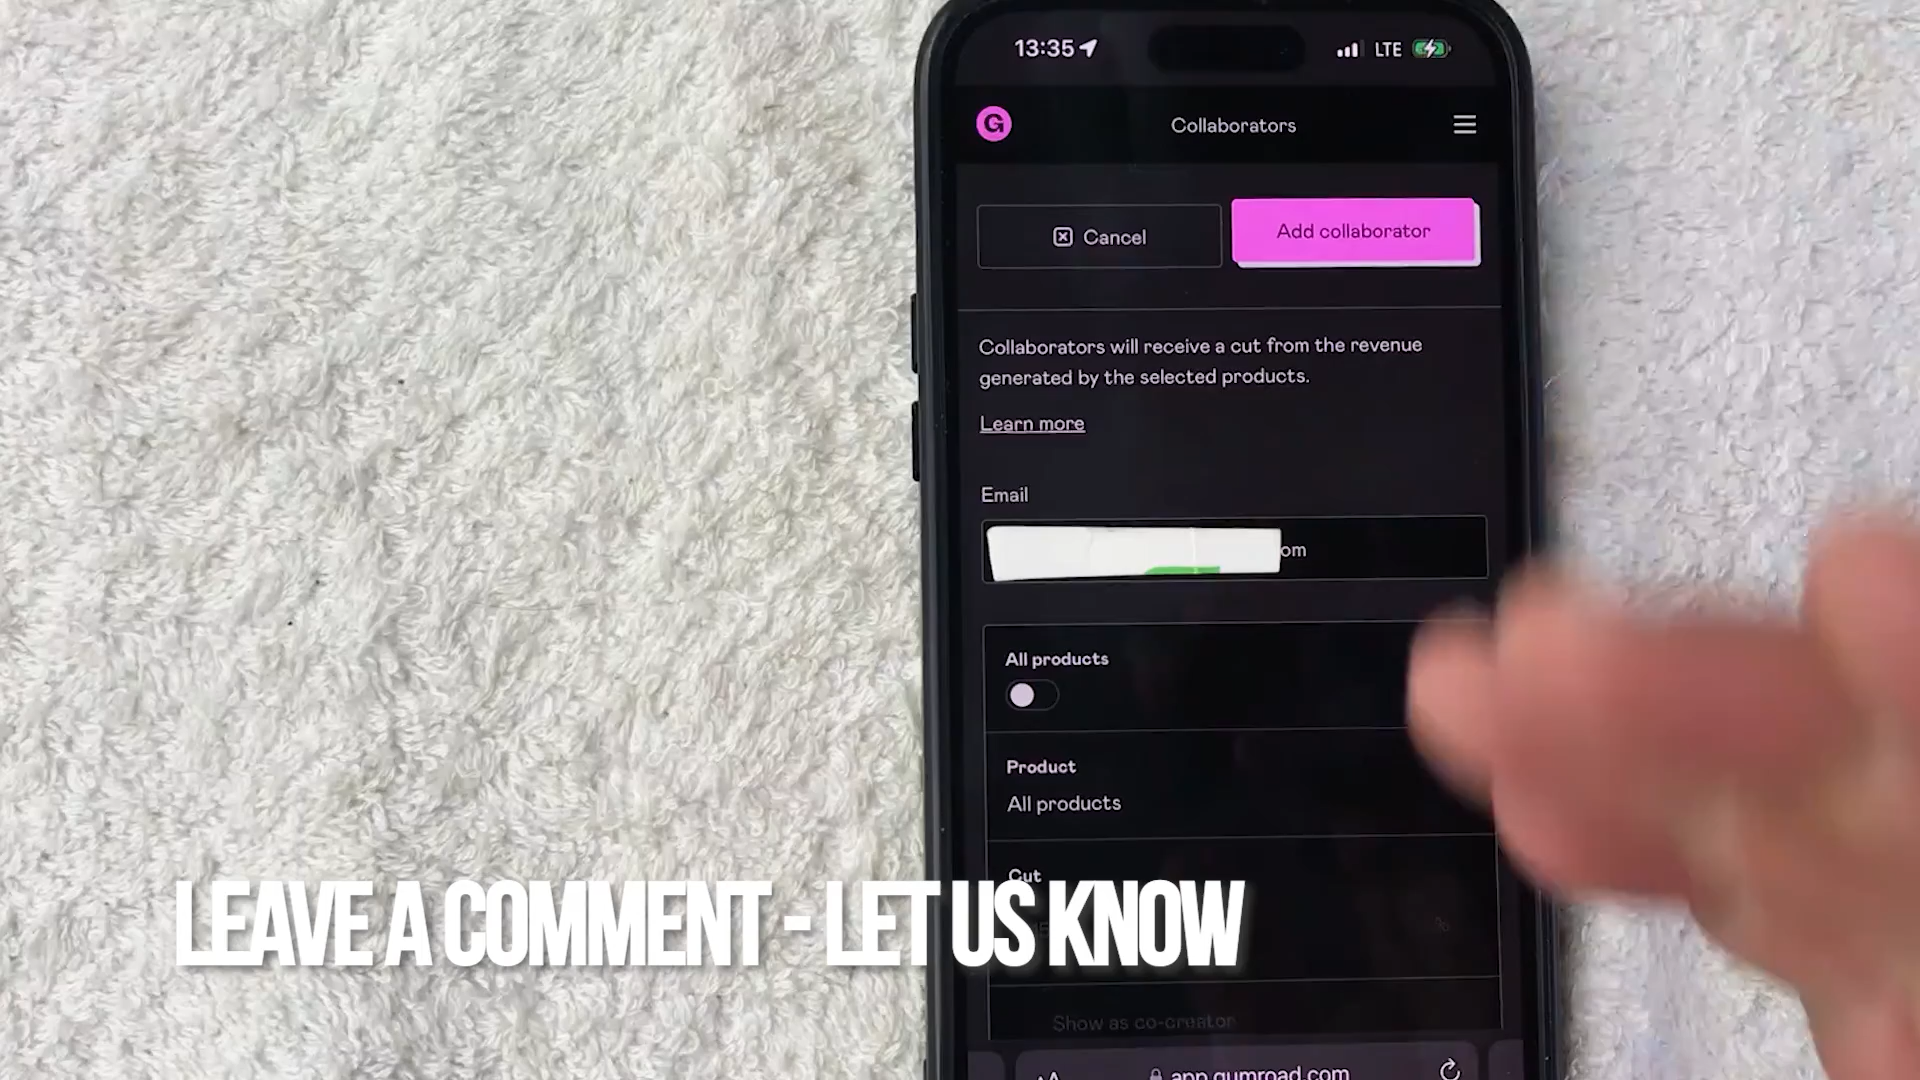 13:35
LTE
G
Collaborators
Cancel
Add collaborator
Collaborators will receive a cut from the revenue
generated by the selected products.
Learn more
Email
om
All products
Product
All products
Cut
%
LEAVE A COMMENT - LET US KNOW
Show as co-creator
AA
app.gumroad.com